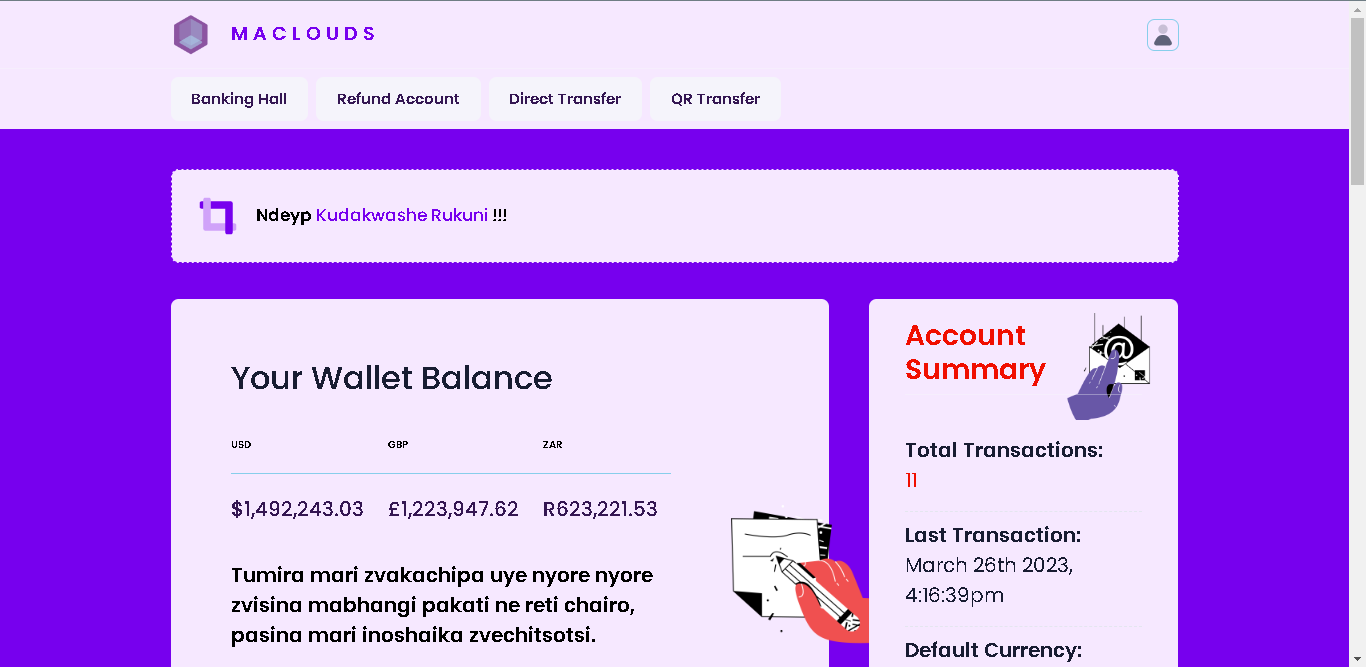 MACLOUDS
Banking Hall
Refund Account
Direct Transfer
QR Transfer
Ndeyp Kudakwashe Rukuni !!!
Your Wallet Balance
USD GBP ZAR
$1,492,243.03 £1,223,947.62 R623,221.53
Tumira mari zvakachipa uye nyore nyore
zvisina mabhangi pakati ne reti chairo,
pasina mari inoshaika zvechitsotsi.
Account
Summary
@
Total Transactions:
11
Last Transaction:
March 26th 2023,
4:16:39pm
Default Currency: